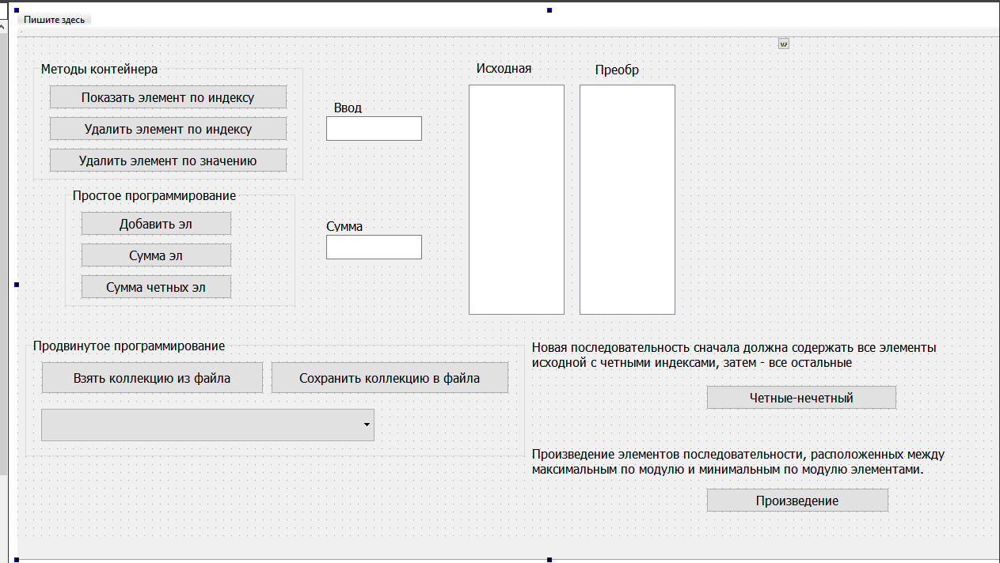 Пишите здесь
Методы контейнера
Показать элемент по индексу
Удалить элемент по индексу
Удалить элемент по значению
Ввод
Исходная
Преобр
Простое программирование
Добавить эл
Сумма эл
Сумма четных эл
Сумма
Продвинутое программирование
Взять коллекцию из файла
Сохранить коллекцию в файла
Новая последовательность сначала должна содержать все элементы
исходной с четными индексами, затем - все остальные
Четные-нечетный
Произведение элементов последовательности, расположенных между
максимальным по модулю и минимальным по модулю элементами.
Произведение